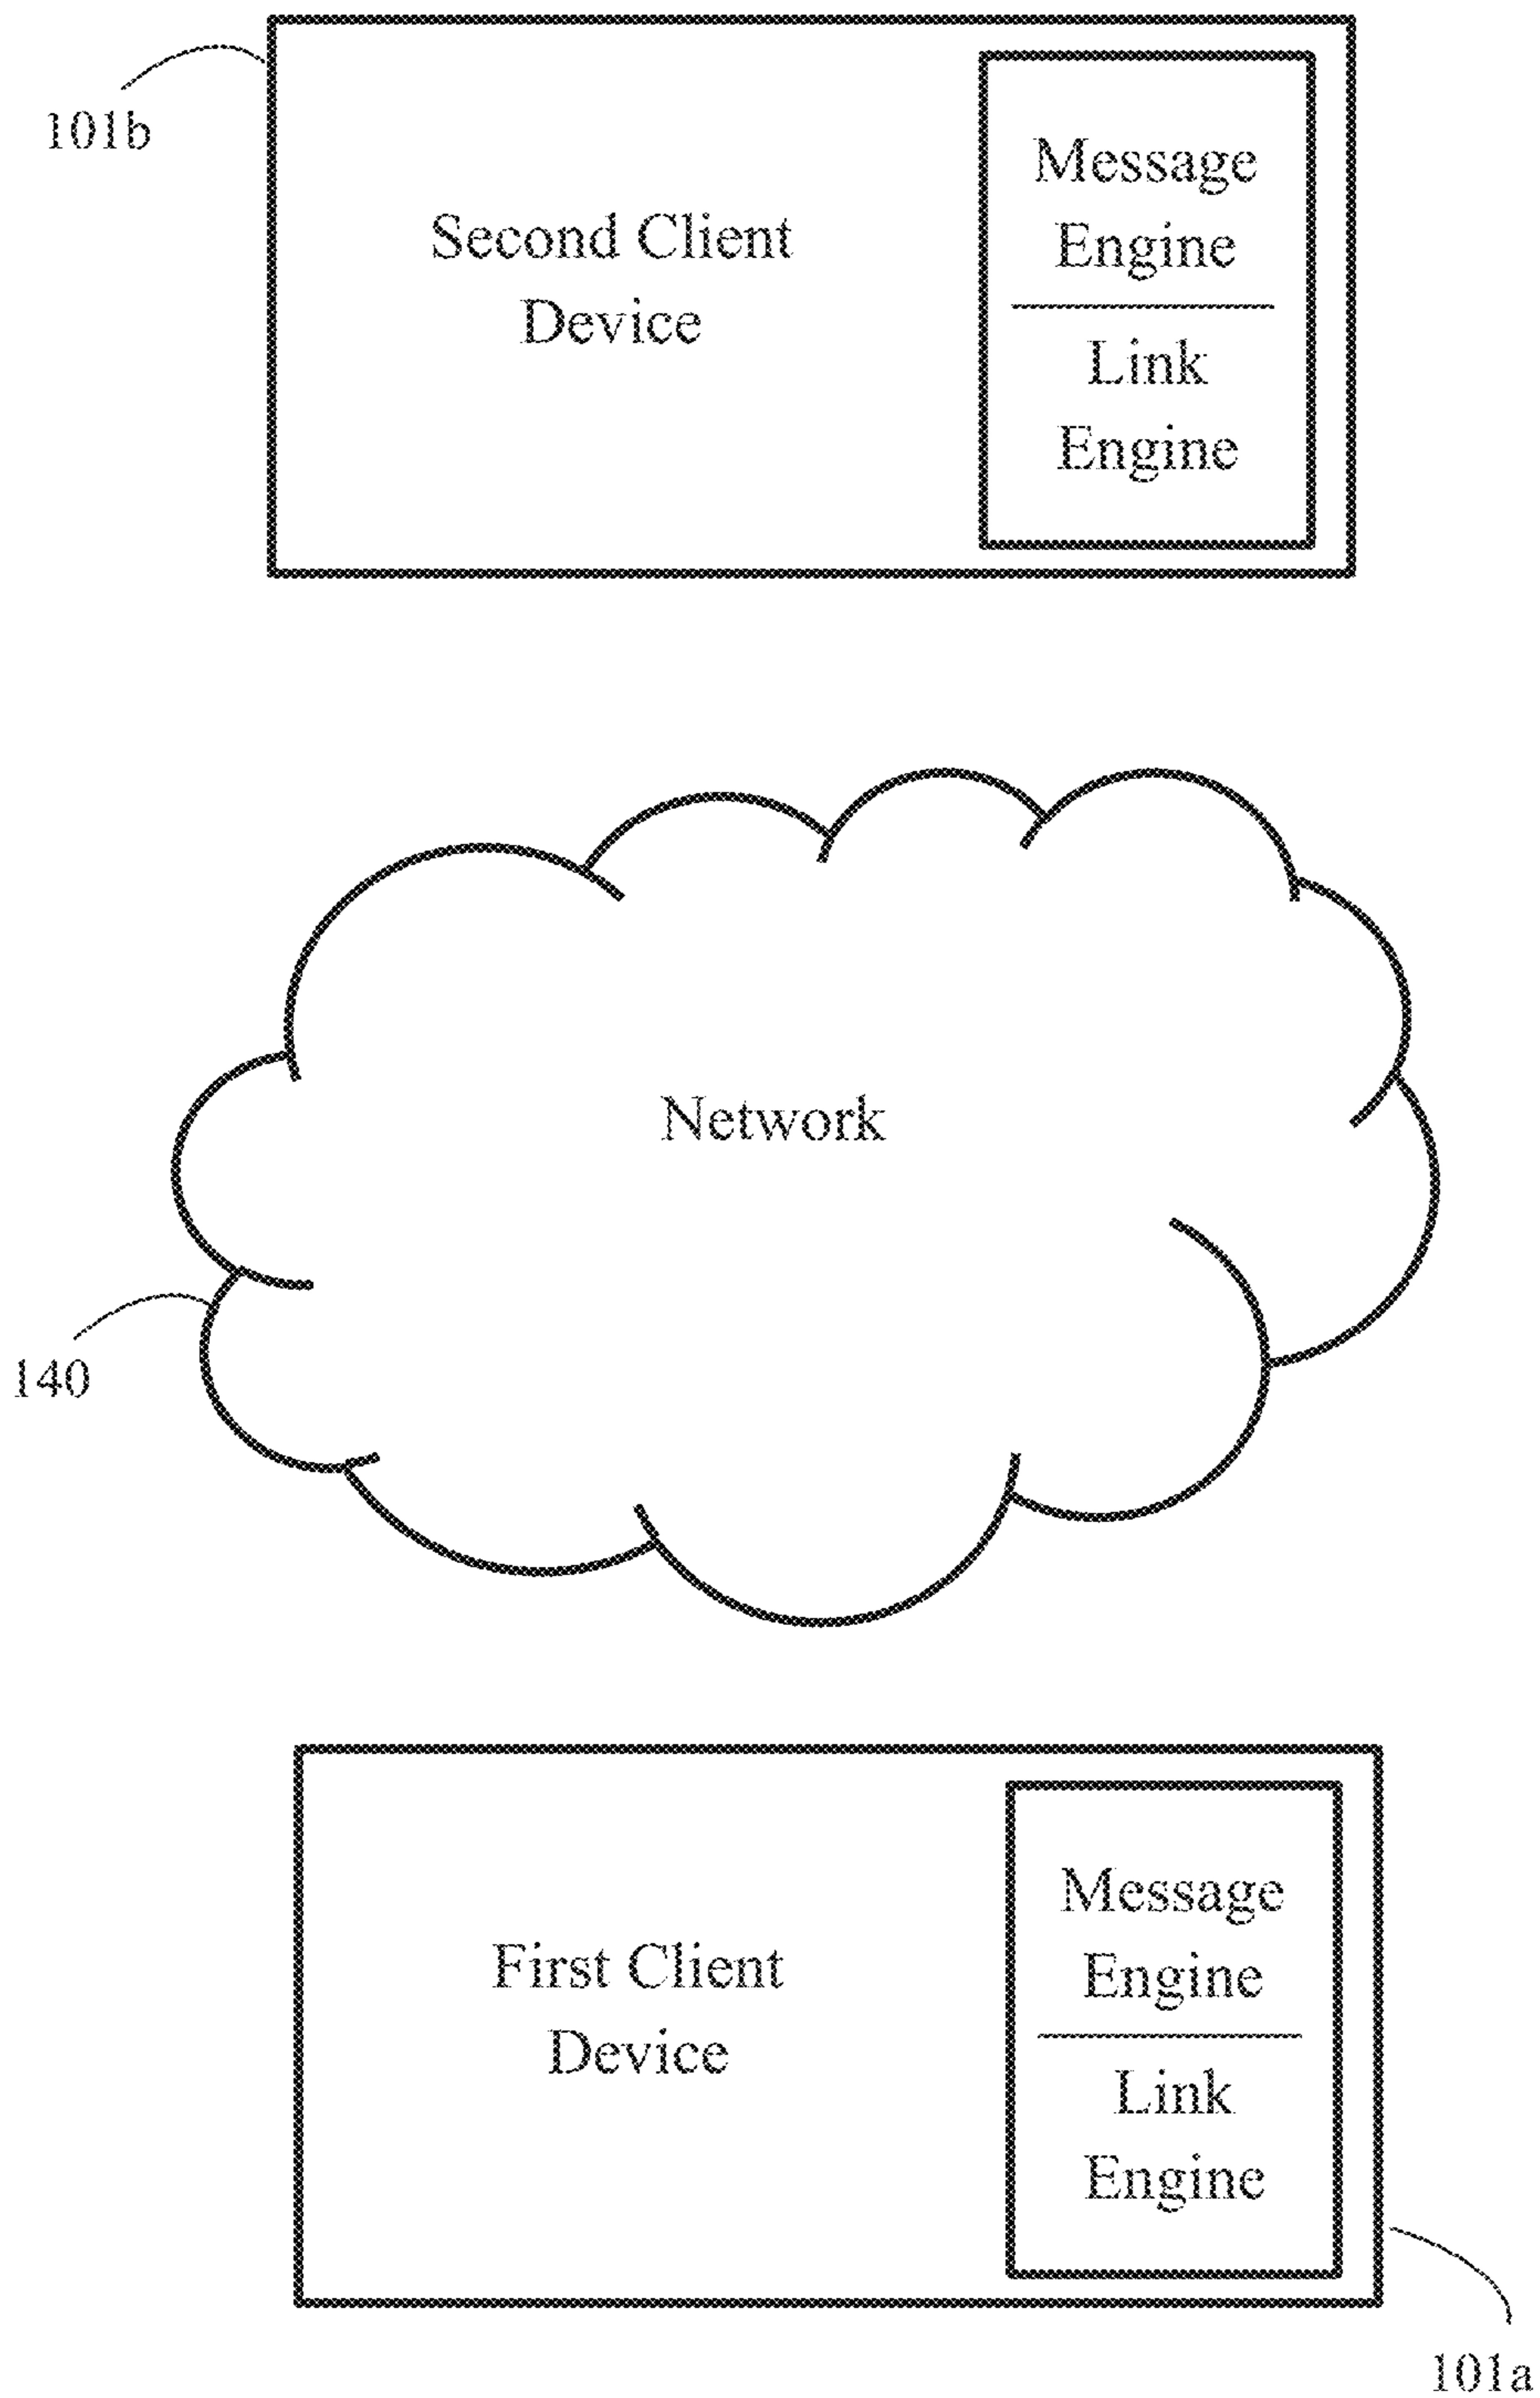 101b
Second Client
Device
Message
Engine
Link
Engine
Network
140
First Client
Device
Message
Engine
Link
Engine
101a